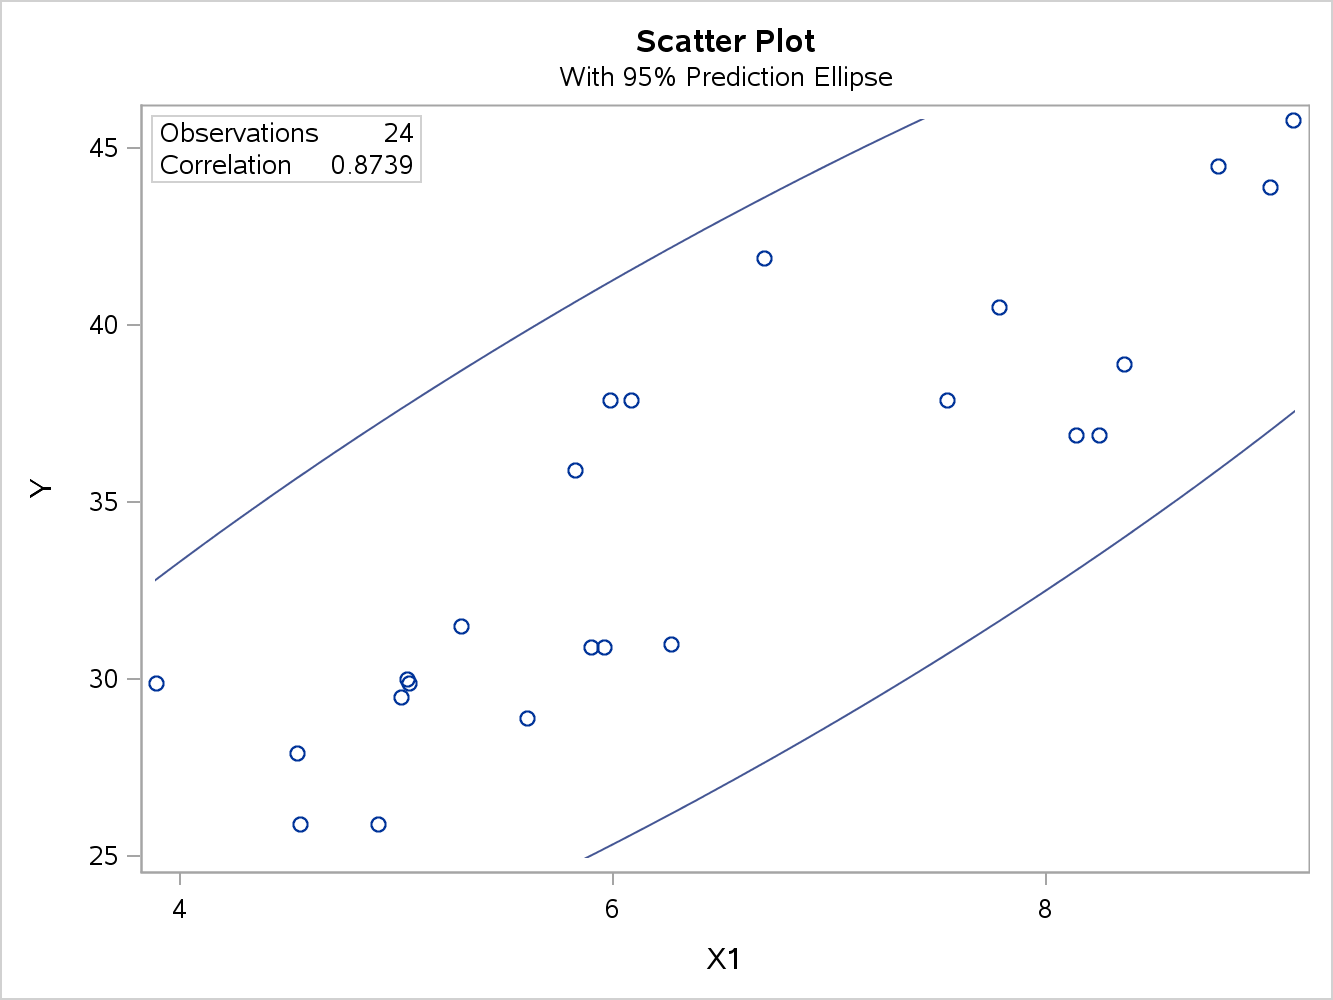 Scatter Plot
With 95% Prediction Ellipse
Observations 24
Correlation 0.8739
45
40
35
30
25
Y
4 6 8
X1